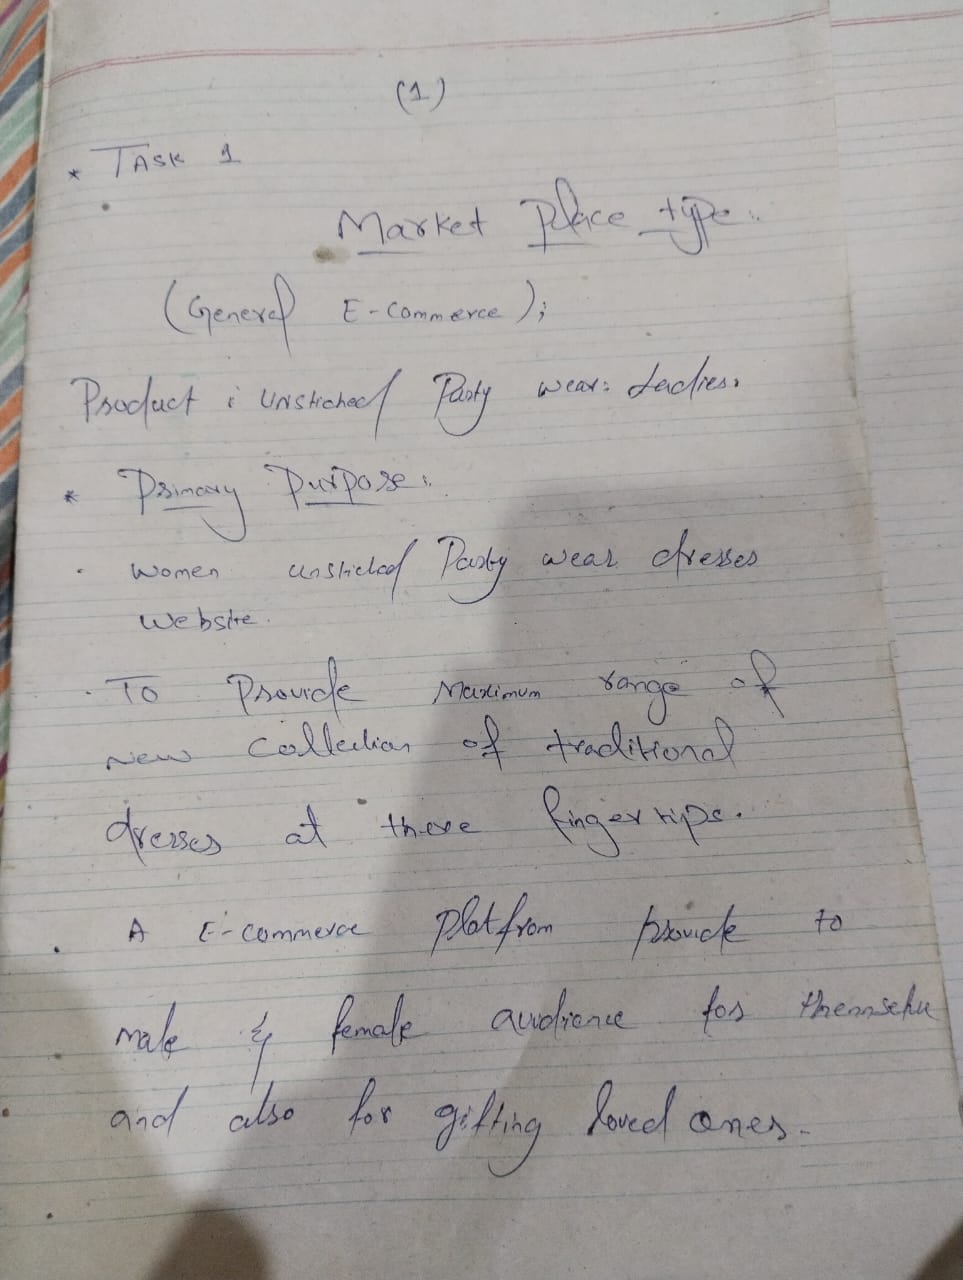 (1)
* TASK 1
Market Place type :.
(General E-Commerce );
Product : Unstiched Party wear: Ladies.
* Primary Purpose :.
· Women unstiched Party wear dresses
website.
· To Provide Maximum range of
New Collection of traditional
dresses at there fingertips.
· A E-commerce Platfrom provide to
male & female audience for themselve
and also for gifting loved ones.